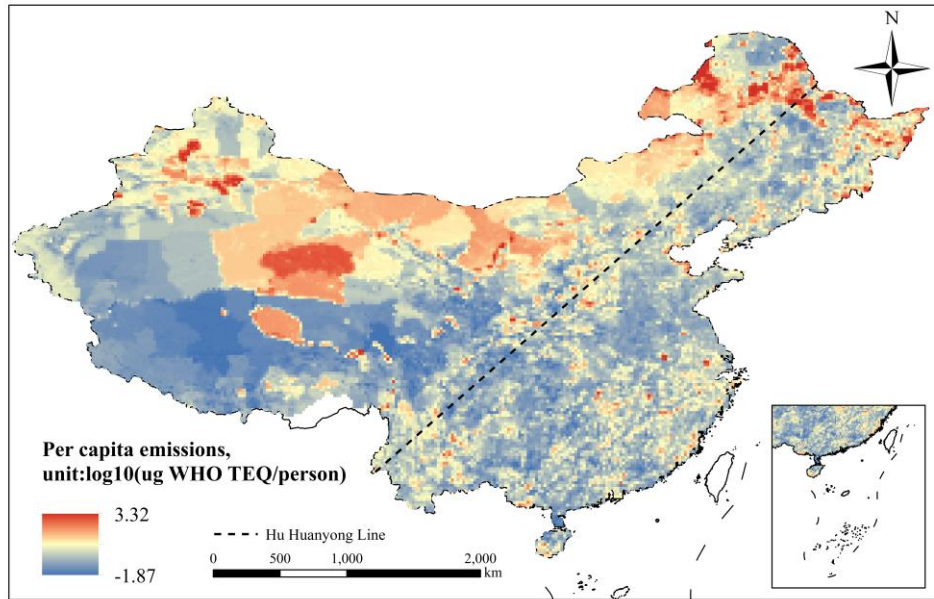 N
Per capita emissions,
unit:log10(ug WHO TEQ/person)
3.32
-1.87
Hu Huanyong Line
0 500 1,000 2,000
km